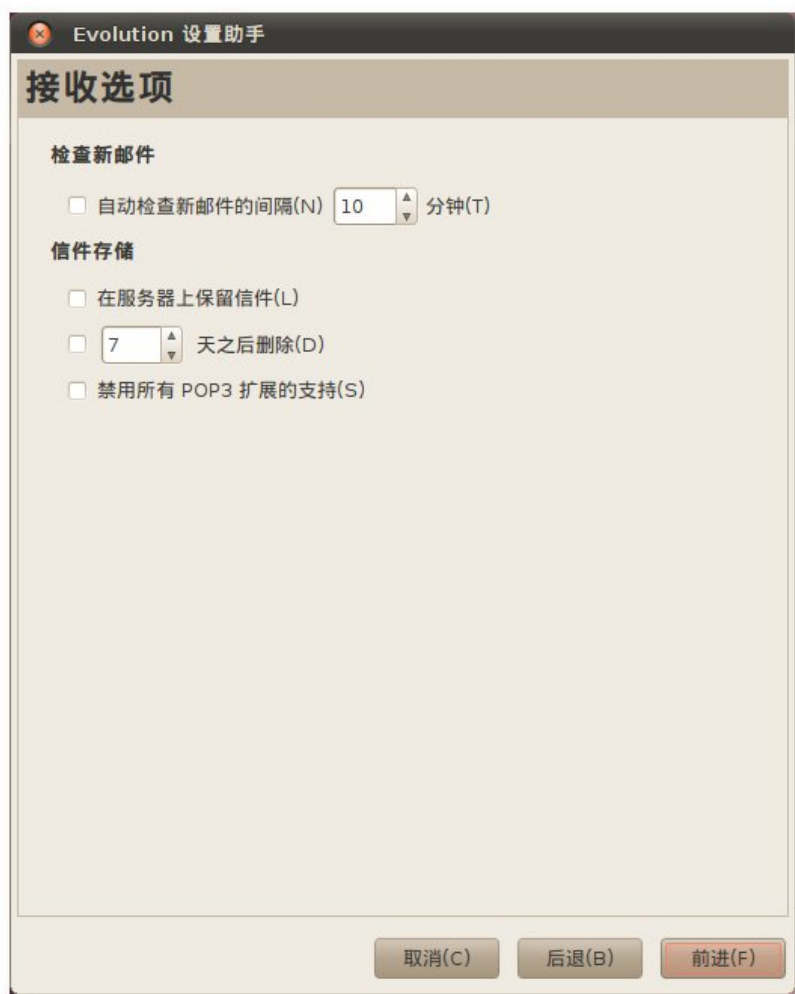 Evolution 设置助手
接收选项
检查新邮件
自动检查新邮件的间隔(N) 10 分钟(T)
信件存储
在服务器上保留信件(L)
7 天之后删除(D)
禁用所有 POP3 扩展的支持(S)
取消(C) 后退(B) 前进(F)